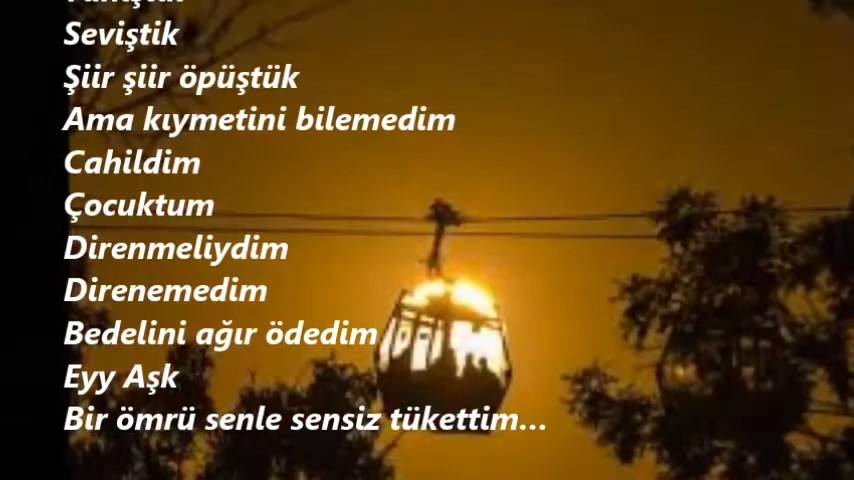 Seviştik
Şiir şiir öpüştük
Ama kıymetini bilemedim
Cahildim
Çocuktum
Direnmeliydim
Direnemedim
Bedelini ağır ödedim
Eyy Aşk
Bir ömrü senle sensiz tükettim...